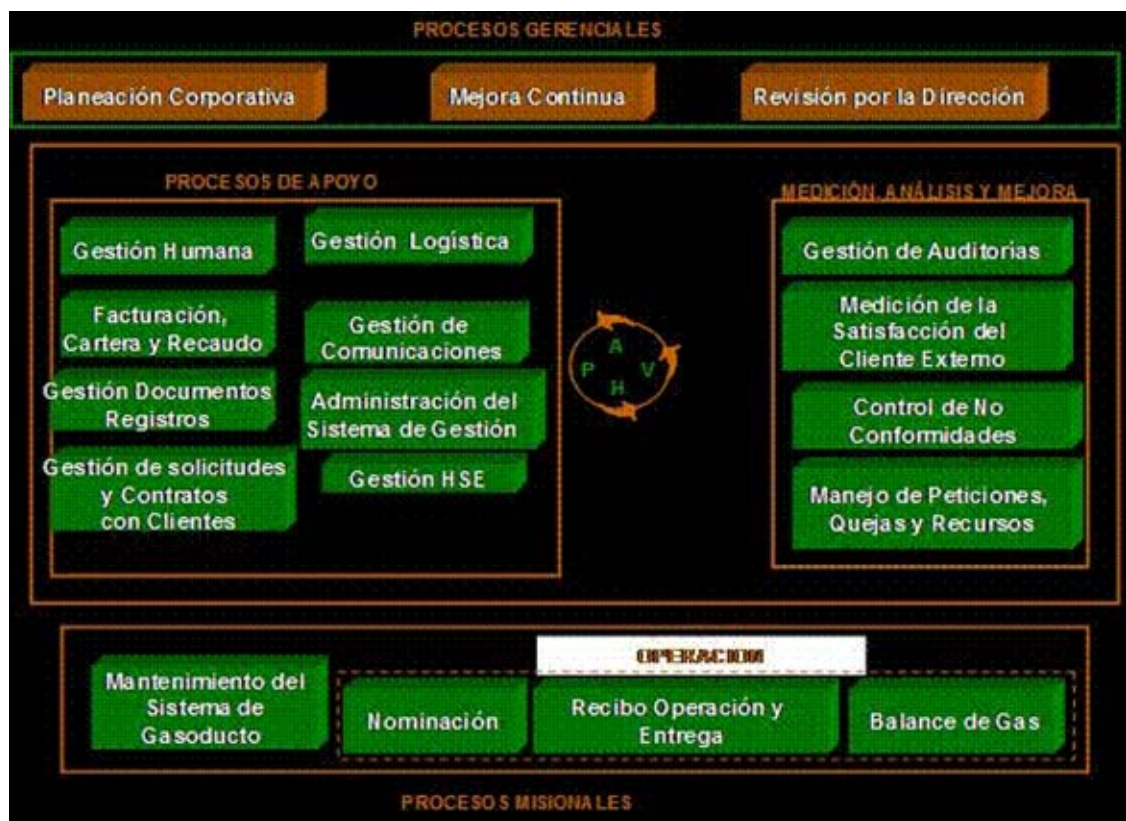 PROCESOS GERENCIALES
Planeación Corporativa
Mejora Continua
Revisión por la Dirección
PROCESOS DE APOYO
Gestión Humana
Gestión Logística
Facturación,
Cartera y Recaudo
Gestión de
Comunicaciones
Gestión Documentos
Registros
Administración del
Sistema de Gestión
Gestión de solicitudes
y Contratos
con Clientes
Gestión HSE
A
P V
H
MEDICIÓN, ANÁLISIS Y MEJORA
Gestión de Auditorías
Medición de la
Satisfacción del
Cliente Externo
Control de No
Conformidades
Manejo de Peticiones,
Quejas y Recursos
OPERACION
Mantenimiento del
Sistema de
Gasoducto
Nominación
Recibo Operación y
Entrega
Balance de Gas
PROCESOS MISIONALES